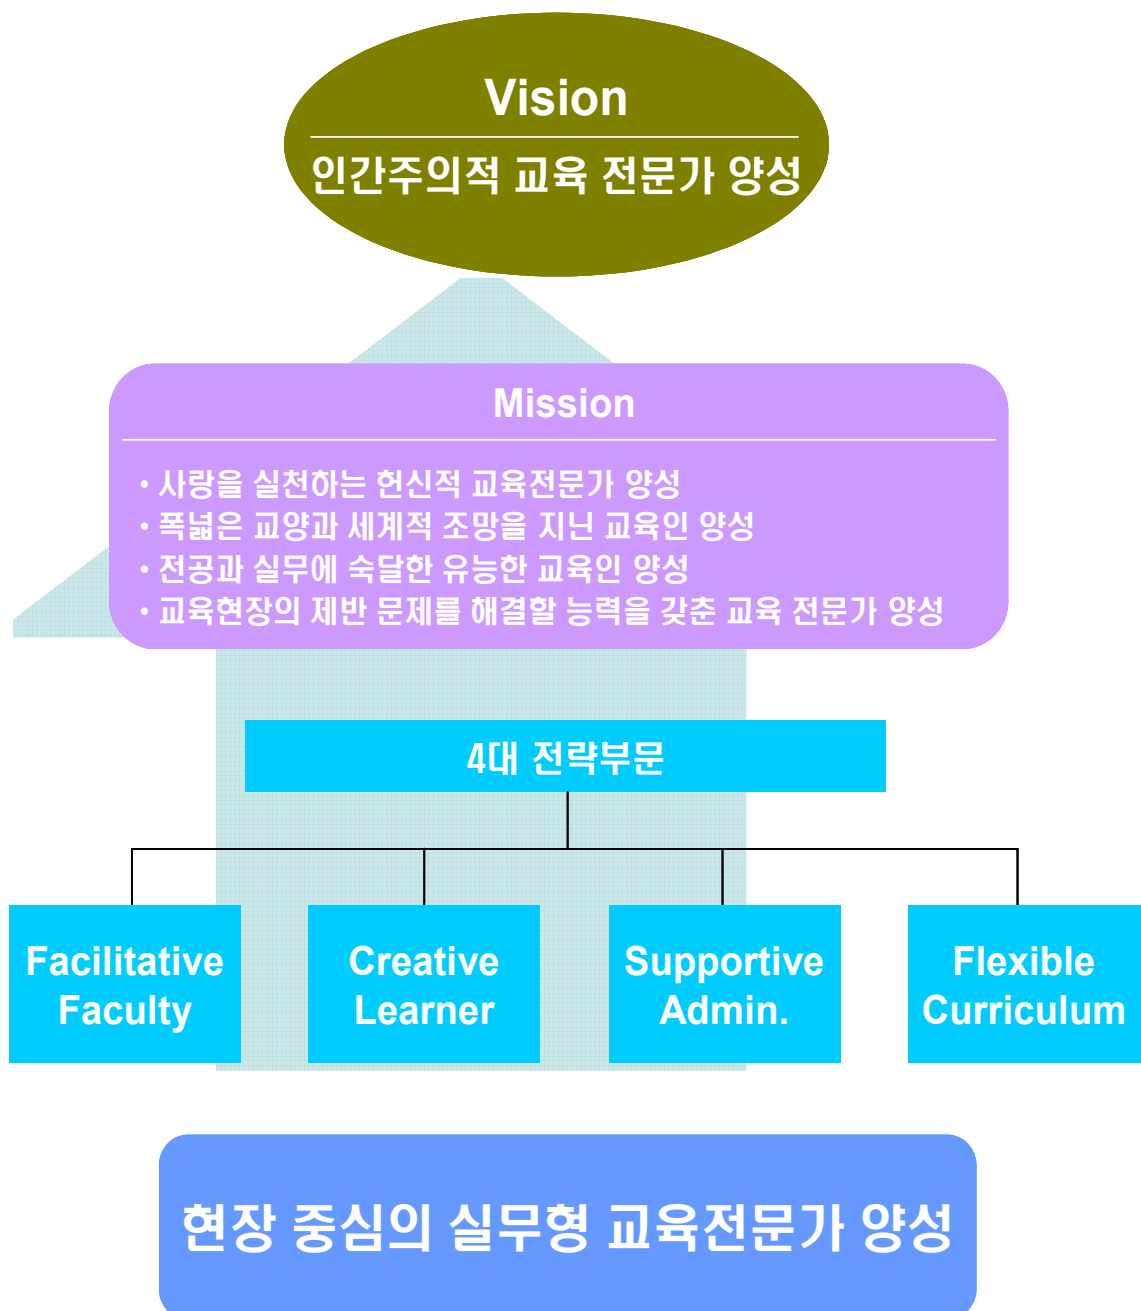 Vision
인간주의적 교육 전문가 양성
Mission
• 사랑을 실천하는 헌신적 교육전문가 양성
• 폭넓은 교양과 세계적 조망을 지닌 교육인 양성
• 전공과 실무에 숙달한 유능한 교육인 양성
• 교육현장의 제반 문제를 해결할 능력을 갖춘 교육 전문가 양성
4대 전략부문
Facilitative
Faculty
Creative
Learner
Supportive
Admin.
Flexible
Curriculum
현장 중심의 실무형 교육전문가 양성